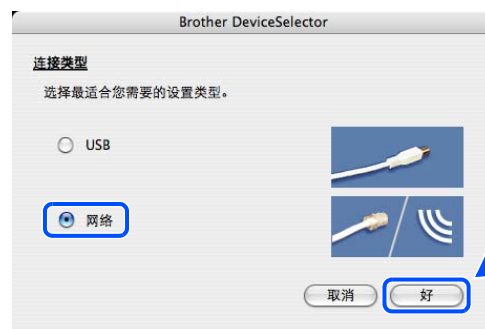 Brother DeviceSelector
连接类型
选择最适合您需要的设置类型。
USB
网络
取消 好